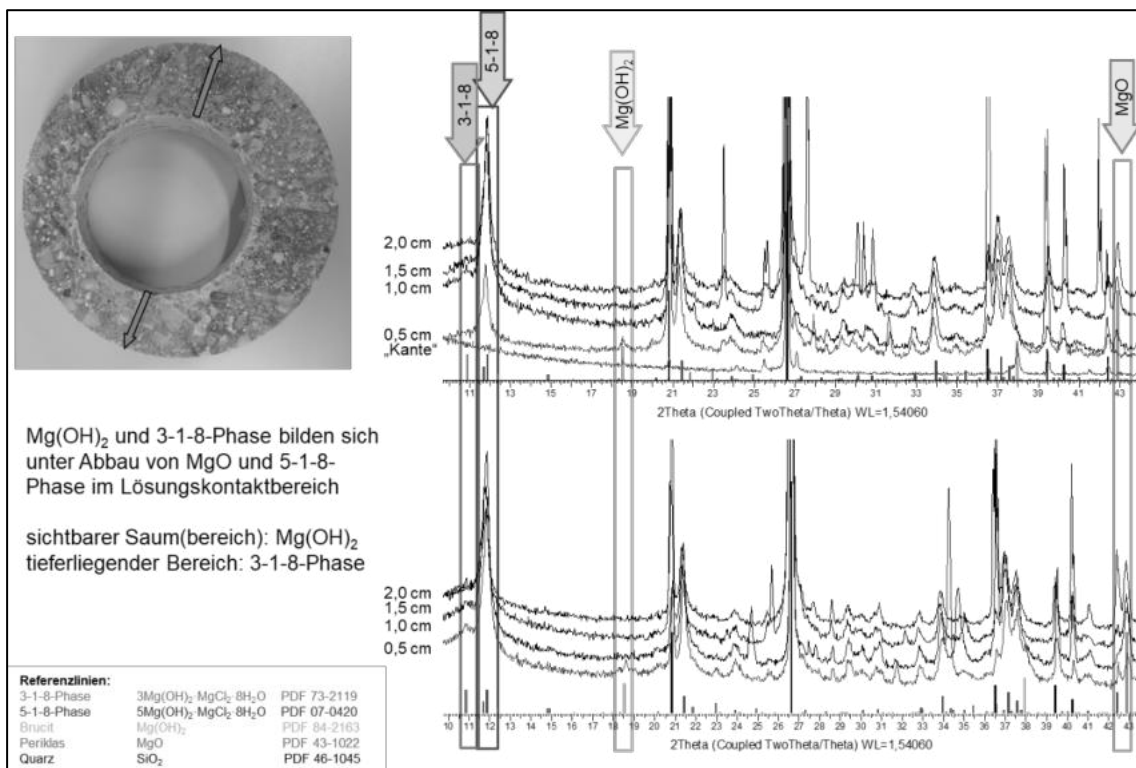 3-1-8
5-1-8
Mg(OH)₂
MgO
2,0 cm
1,5 cm
1,0 cm
0,5 cm
„Kante“
11 13 15 17 19 21 23 25 27 29 31 33 35 37 39 41 43
2Theta (Coupled TwoTheta/Theta) WL=1,54060
Mg(OH)₂ und 3-1-8-Phase bilden sich
unter Abbau von MgO und 5-1-8-
Phase im Lösungskontaktbereich
sichtbarer Saum(bereich): Mg(OH)₂
tieferliegender Bereich: 3-1-8-Phase
2,0 cm
1,5 cm
1,0 cm
0,5 cm
10 11 12 13 14 15 16 17 18 19 20 21 22 23 24 25 26 27 28 29 30 31 32 33 34 35 36 37 38 39 40 41 42 43
2Theta (Coupled TwoTheta/Theta) WL=1,54060
Referenzlinien:
3-1-8-Phase 3Mg(OH)₂·MgCl₂·8H₂O PDF 73-2119
5-1-8-Phase 5Mg(OH)₂·MgCl₂·8H₂O PDF 07-0420
Brucit Mg(OH)₂ PDF 84-2163
Periklas MgO PDF 43-1022
Quarz SiO₂ PDF 46-1045